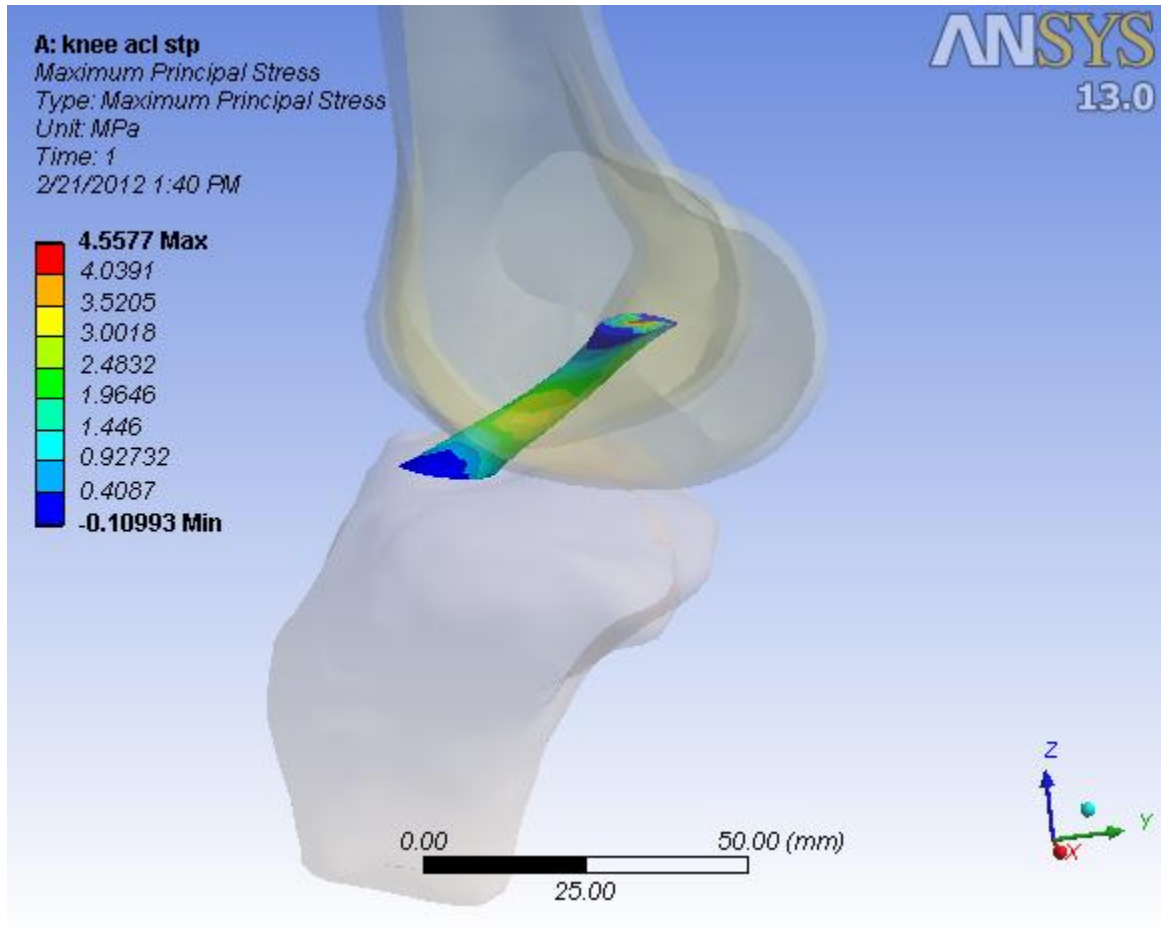 A: knee acl stp
Maximum Principal Stress
Type: Maximum Principal Stress
Unit: MPa
Time: 1
2/21/2012 1:40 PM
ANSYS
13.0
4.5577 Max
4.0391
3.5205
3.0018
2.4832
1.9646
1.446
0.92732
0.4087
-0.10993 Min
Z
Y
X
0.00
50.00 (mm)
25.00